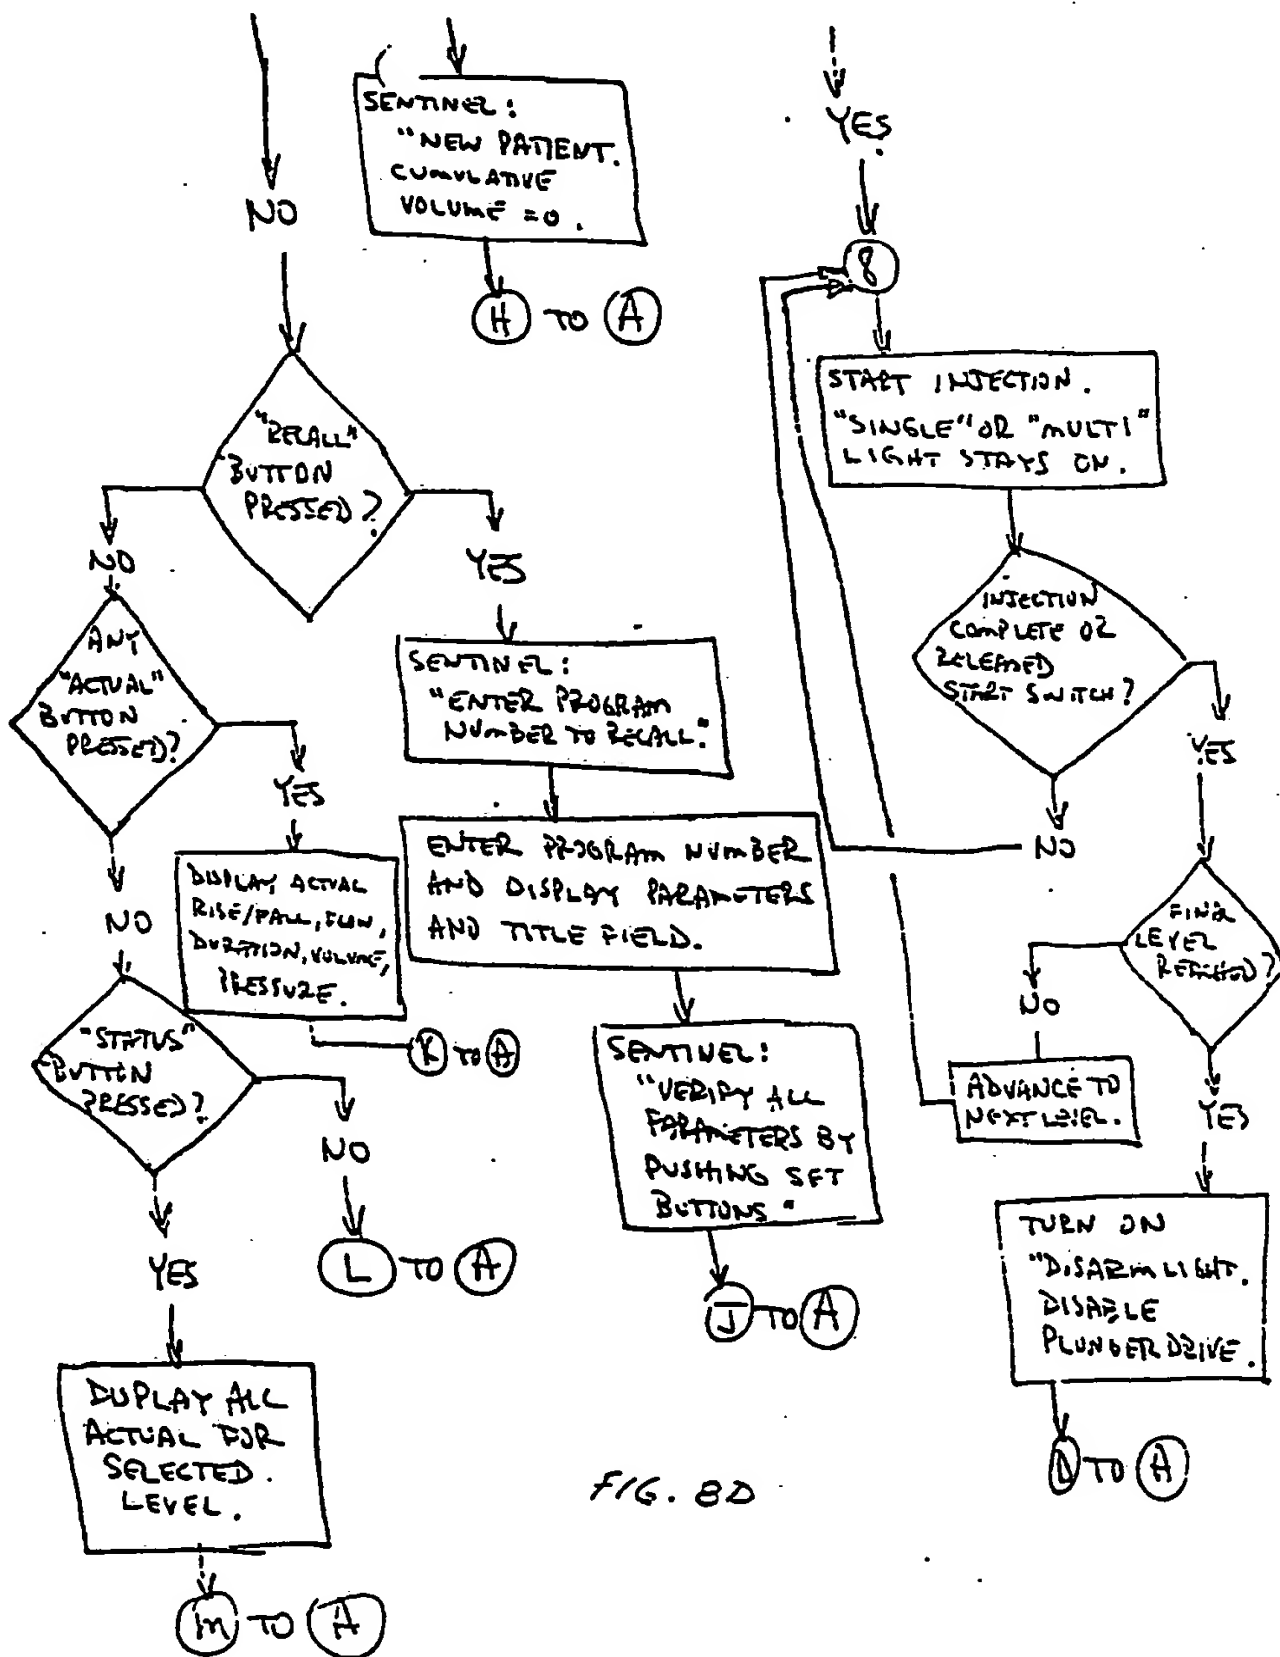 NO
SENTINEL:
"NEW PATIENT.
CUMULATIVE
VOLUME = 0.
H TO A
"RECALL"
BUTTON
PRESSED?
NO
YES
ANY
"ACTUAL"
BUTTON
PRESSED?
YES
NO
DISPLAY ACTUAL
RISE/FALL, FLOW,
DURATION, VOLUME,
PRESSURE.
K TO A
"STATUS"
BUTTON
PRESSED?
NO
L TO A
YES
DISPLAY ALL
ACTUAL FOR
SELECTED.
LEVEL.
M TO A
SENTINEL:
"ENTER PROGRAM
NUMBER TO RECALL."
ENTER PROGRAM NUMBER
AND DISPLAY PARAMETERS
AND TITLE FIELD.
SENTINEL:
"VERIFY ALL
PARAMETERS BY
PUSHING SET
BUTTONS"
J TO A
YES
8
START INJECTION.
"SINGLE" OR "MULTI"
LIGHT STAYS ON.
INJECTION
COMPLETE OR
RELEASED
START SWITCH?
YES
NO
FINAL
LEVEL
REACHED?
NO
ADVANCE TO
NEXT LEVEL.
YES
TURN ON
"DISARM LIGHT.
DISABLE
PLUNGER DRIVE.
D TO A
FIG. 8D